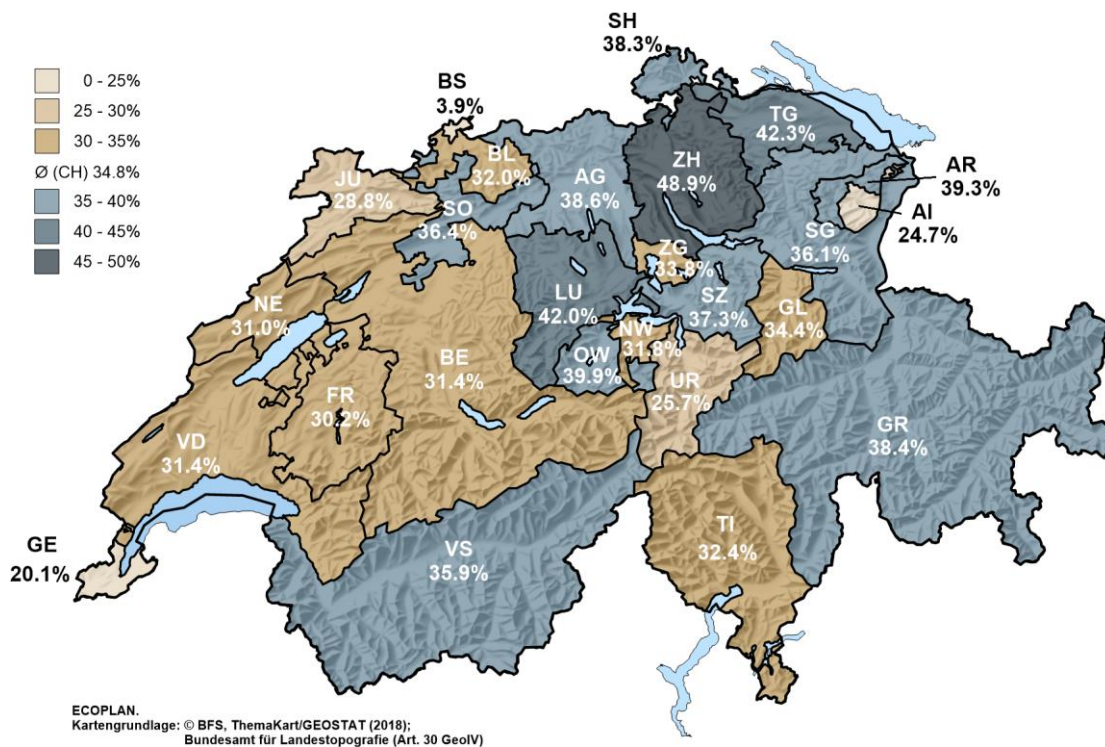 SH
38.3%
0 - 25%
25 - 30%
30 - 35%
Ø (CH) 34.8%
35 - 40%
40 - 45%
45 - 50%
BS
3.9%
TG
42.3%
BL
32.0%
ZH
48.9%
AR
39.3%
JU
28.8%
AG
38.6%
SO
36.4%
AI
24.7%
SG
36.1%
ZG
33.8%
NE
31.0%
LU
42.0%
SZ
37.3%
GL
34.4%
NW
31.8%
BE
31.4%
OW
39.9%
UR
25.7%
FR
30.2%
GR
38.4%
VD
31.4%
TI
32.4%
GE
20.1%
VS
35.9%
ECOPLAN.
Kartengrundlage: © BFS, ThemaKart/GEOSTAT (2018);
Bundesamt für Landestopografie (Art. 30 GeoIV)